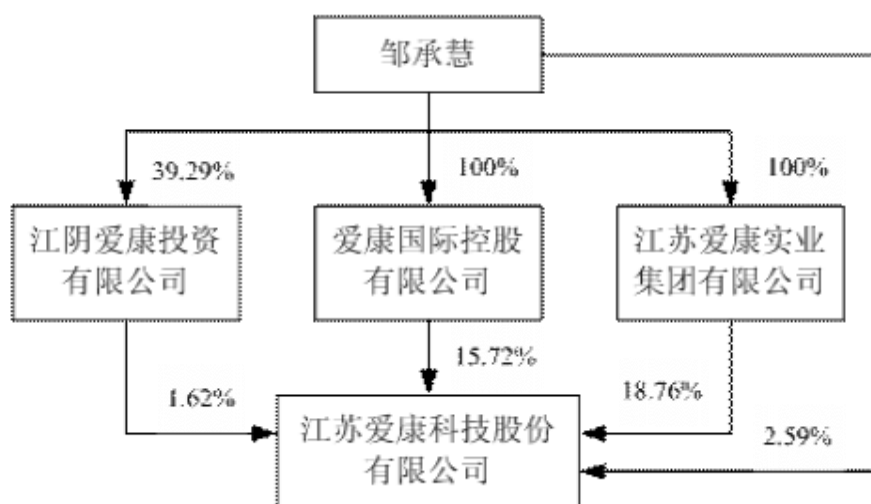 邹承慧
39.29%
100%
100%
江阴爱康投资
有限公司
爱康国际控股
有限公司
江苏爱康实业
集团有限公司
1.62%
15.72%
18.76%
江苏爱康科技股份
有限公司
2.59%